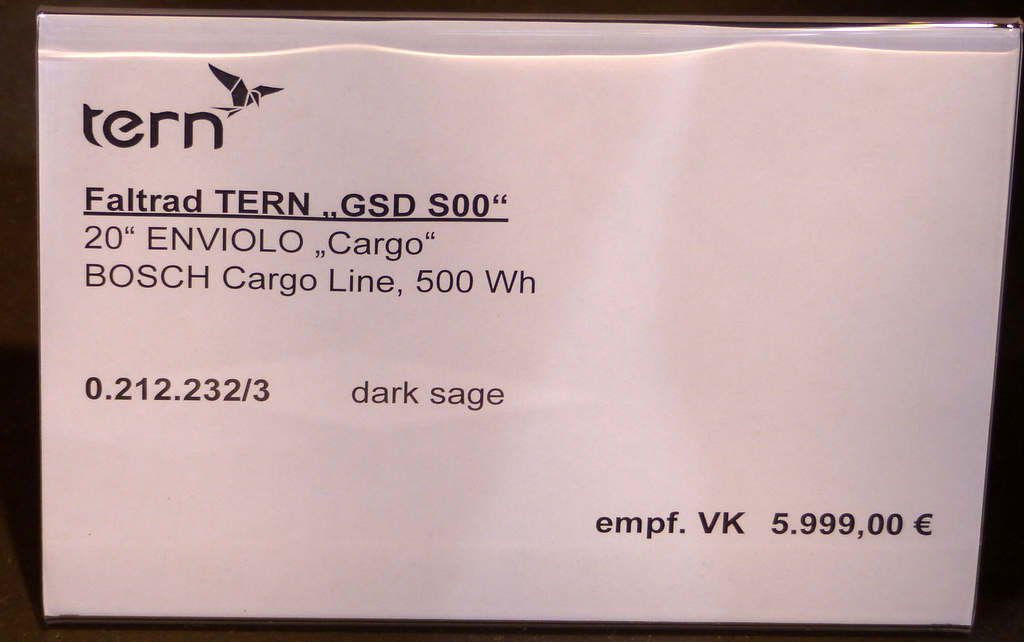 tern
Faltrad TERN „GSD S00“
20“ ENVIOLO „Cargo“
BOSCH Cargo Line, 500 Wh
0.212.232/3 dark sage
empf. VK 5.999,00 €